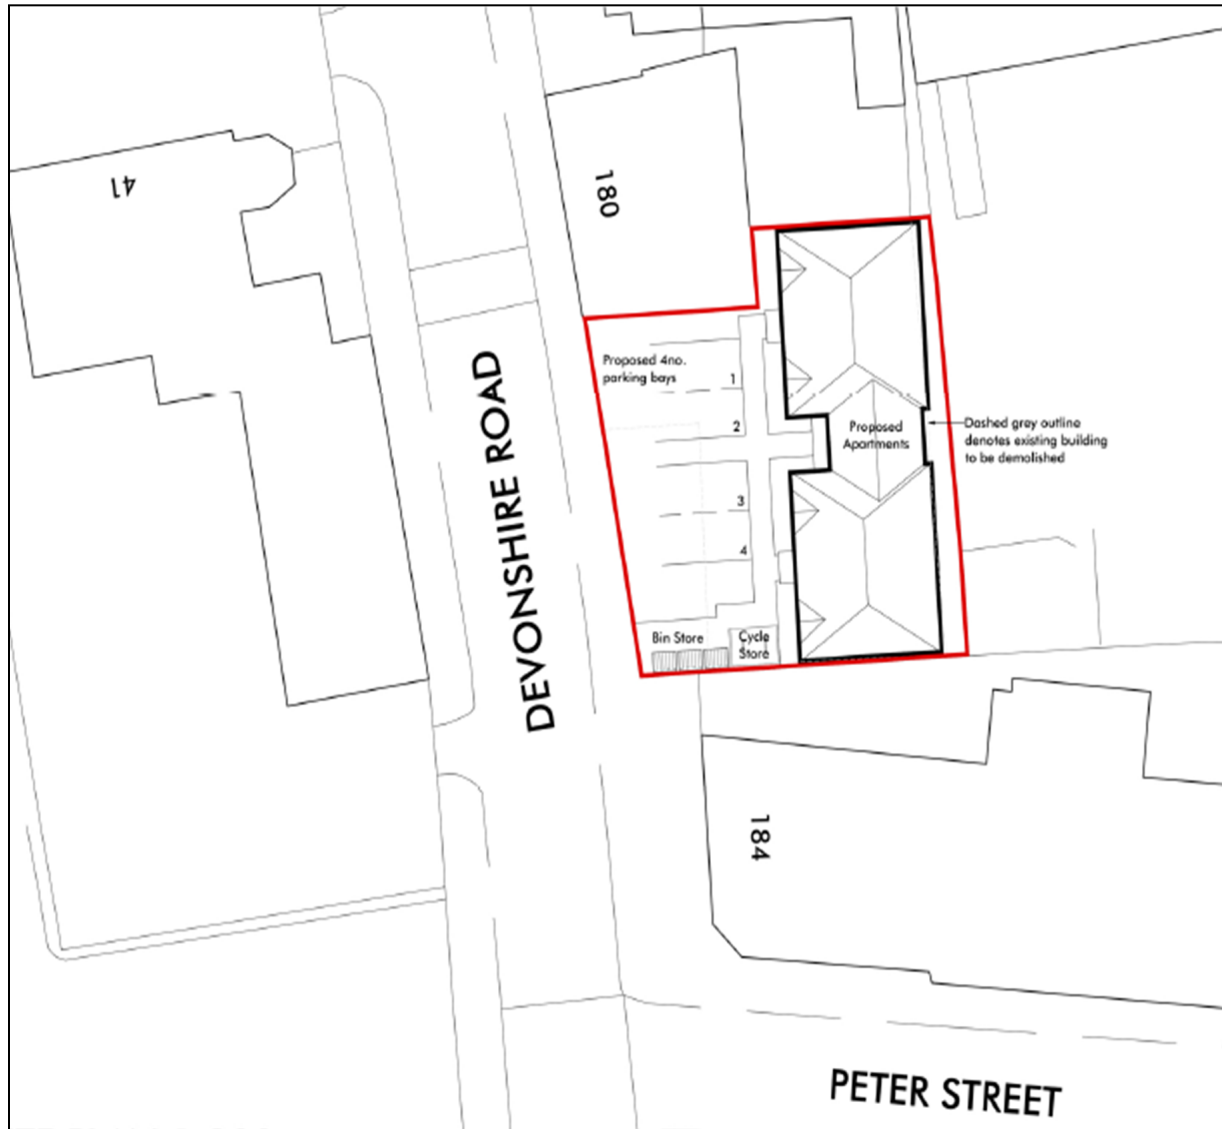 41
180
Proposed 4no.
parking bays
1
2
3
4
Proposed
Apartments
Dashed grey outline
denotes existing building
to be demolished
DEVONSHIRE ROAD
Bin Store
Cycle
Store
184
PETER STREET